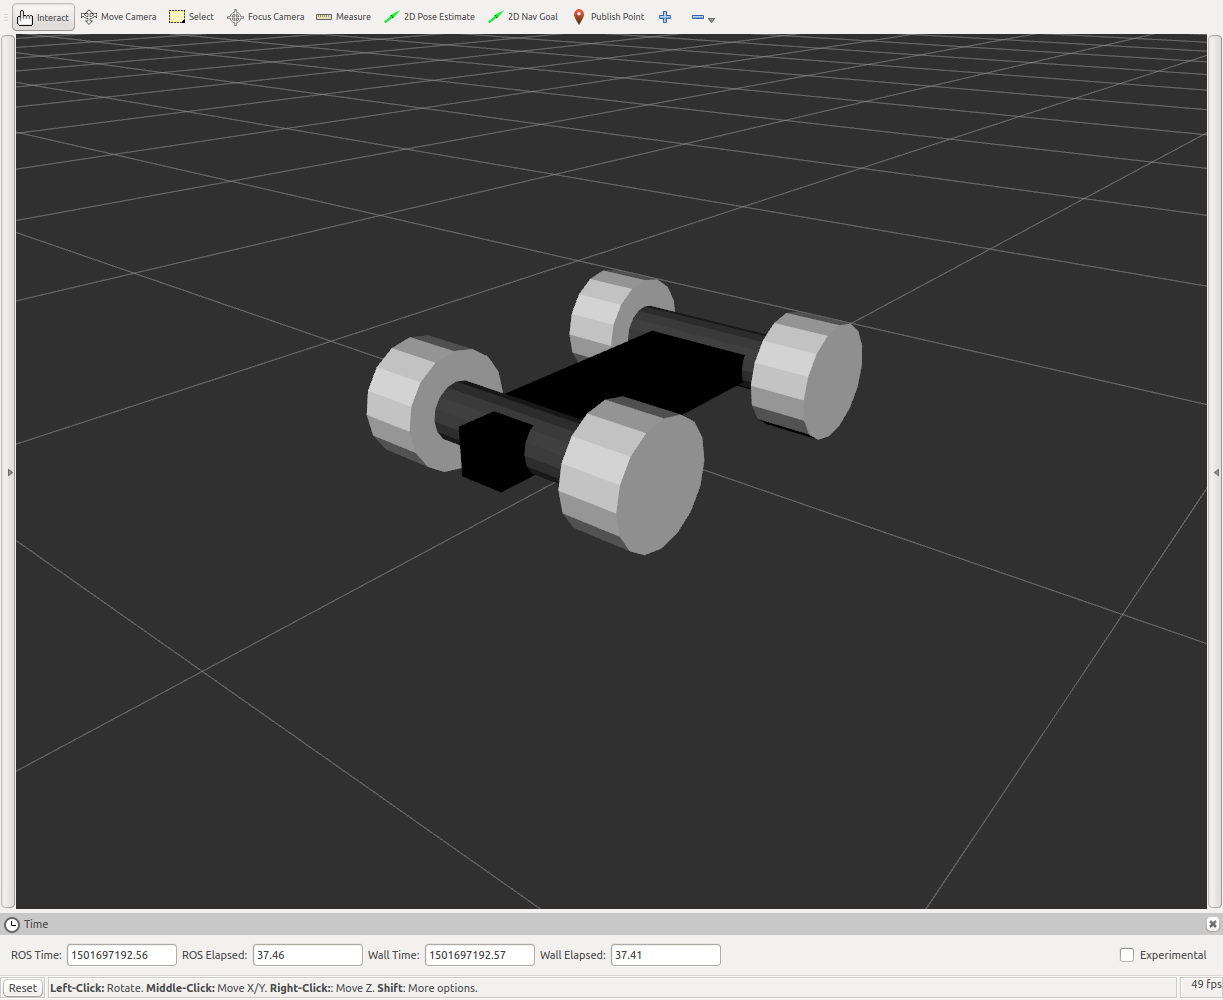 Interact Move Camera Select Focus Camera Measure 2D Pose Estimate 2D Nav Goal Publish Point
Time
ROS Time: 1501697192.56 ROS Elapsed: 37.46 Wall Time: 1501697192.57 Wall Elapsed: 37.41 Experimental
Reset Left-Click: Rotate. Middle-Click: Move X/Y. Right-Click:: Move Z. Shift: More options. 49 fps